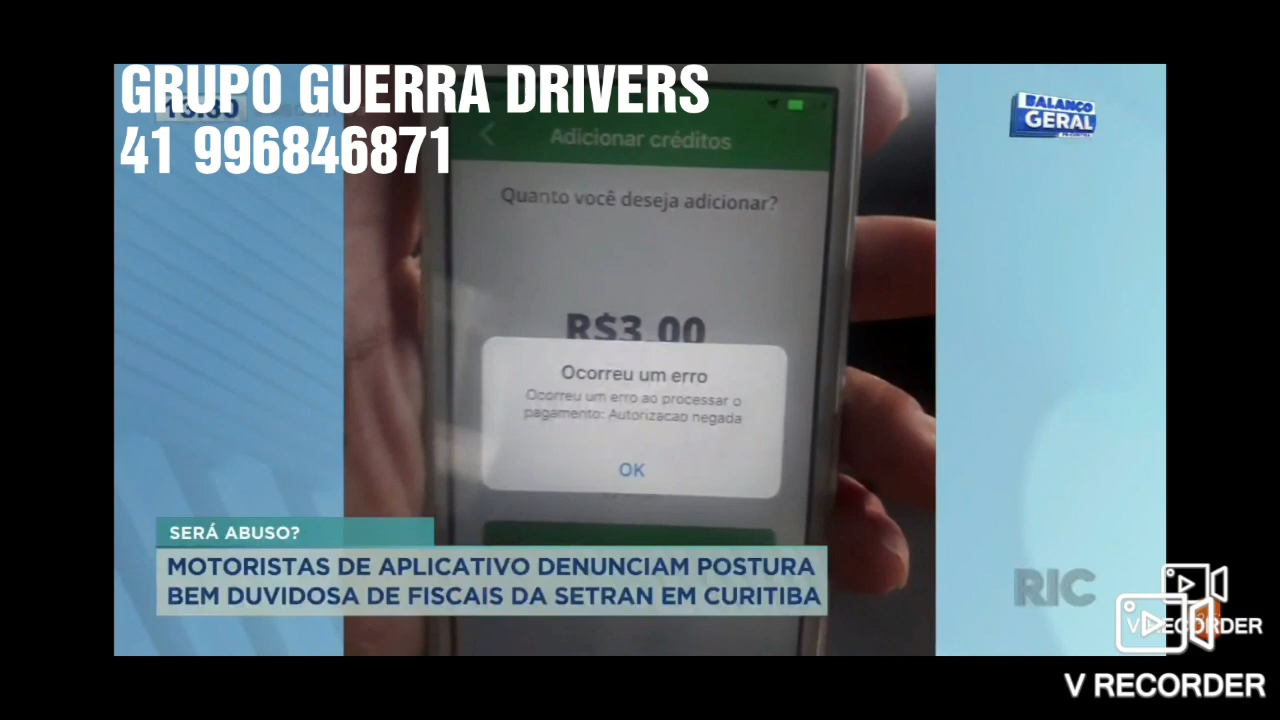 GRUPO GUERRA DRIVERS
41 996846871
BALANÇO
GERAL
Adicionar créditos
Quanto você deseja adicionar?
R$3,00
Ocorreu um erro
Ocorreu um erro ao processar o
pagamento: Autorizacao negada
OK
SERÁ ABUSO?
MOTORISTAS DE APLICATIVO DENUNCIAM POSTURA
BEM DUVIDOSA DE FISCAIS DA SETRAN EM CURITIBA
RIC
V RECORDER
V RECORDER